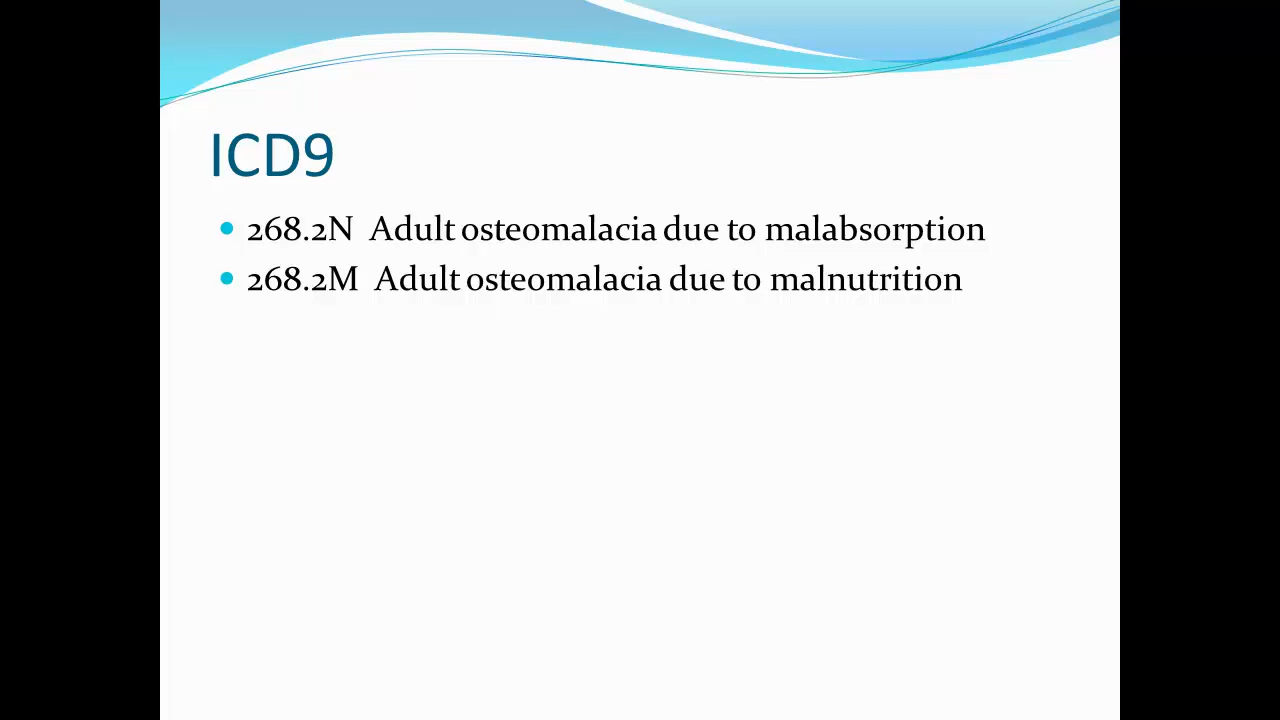 ICD9
268.2N Adult osteomalacia due to malabsorption
268.2M Adult osteomalacia due to malnutrition